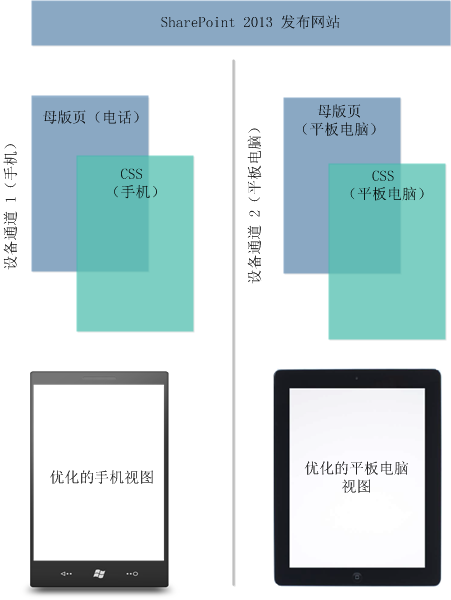 SharePoint 2013 发布网站
设备通道 1（手机）
母版页（电话）
CSS
（手机）
优化的手机视图
设备通道 2（平板电脑）
母版页
（平板电脑）
CSS
（平板电脑）
优化的平板电脑
视图